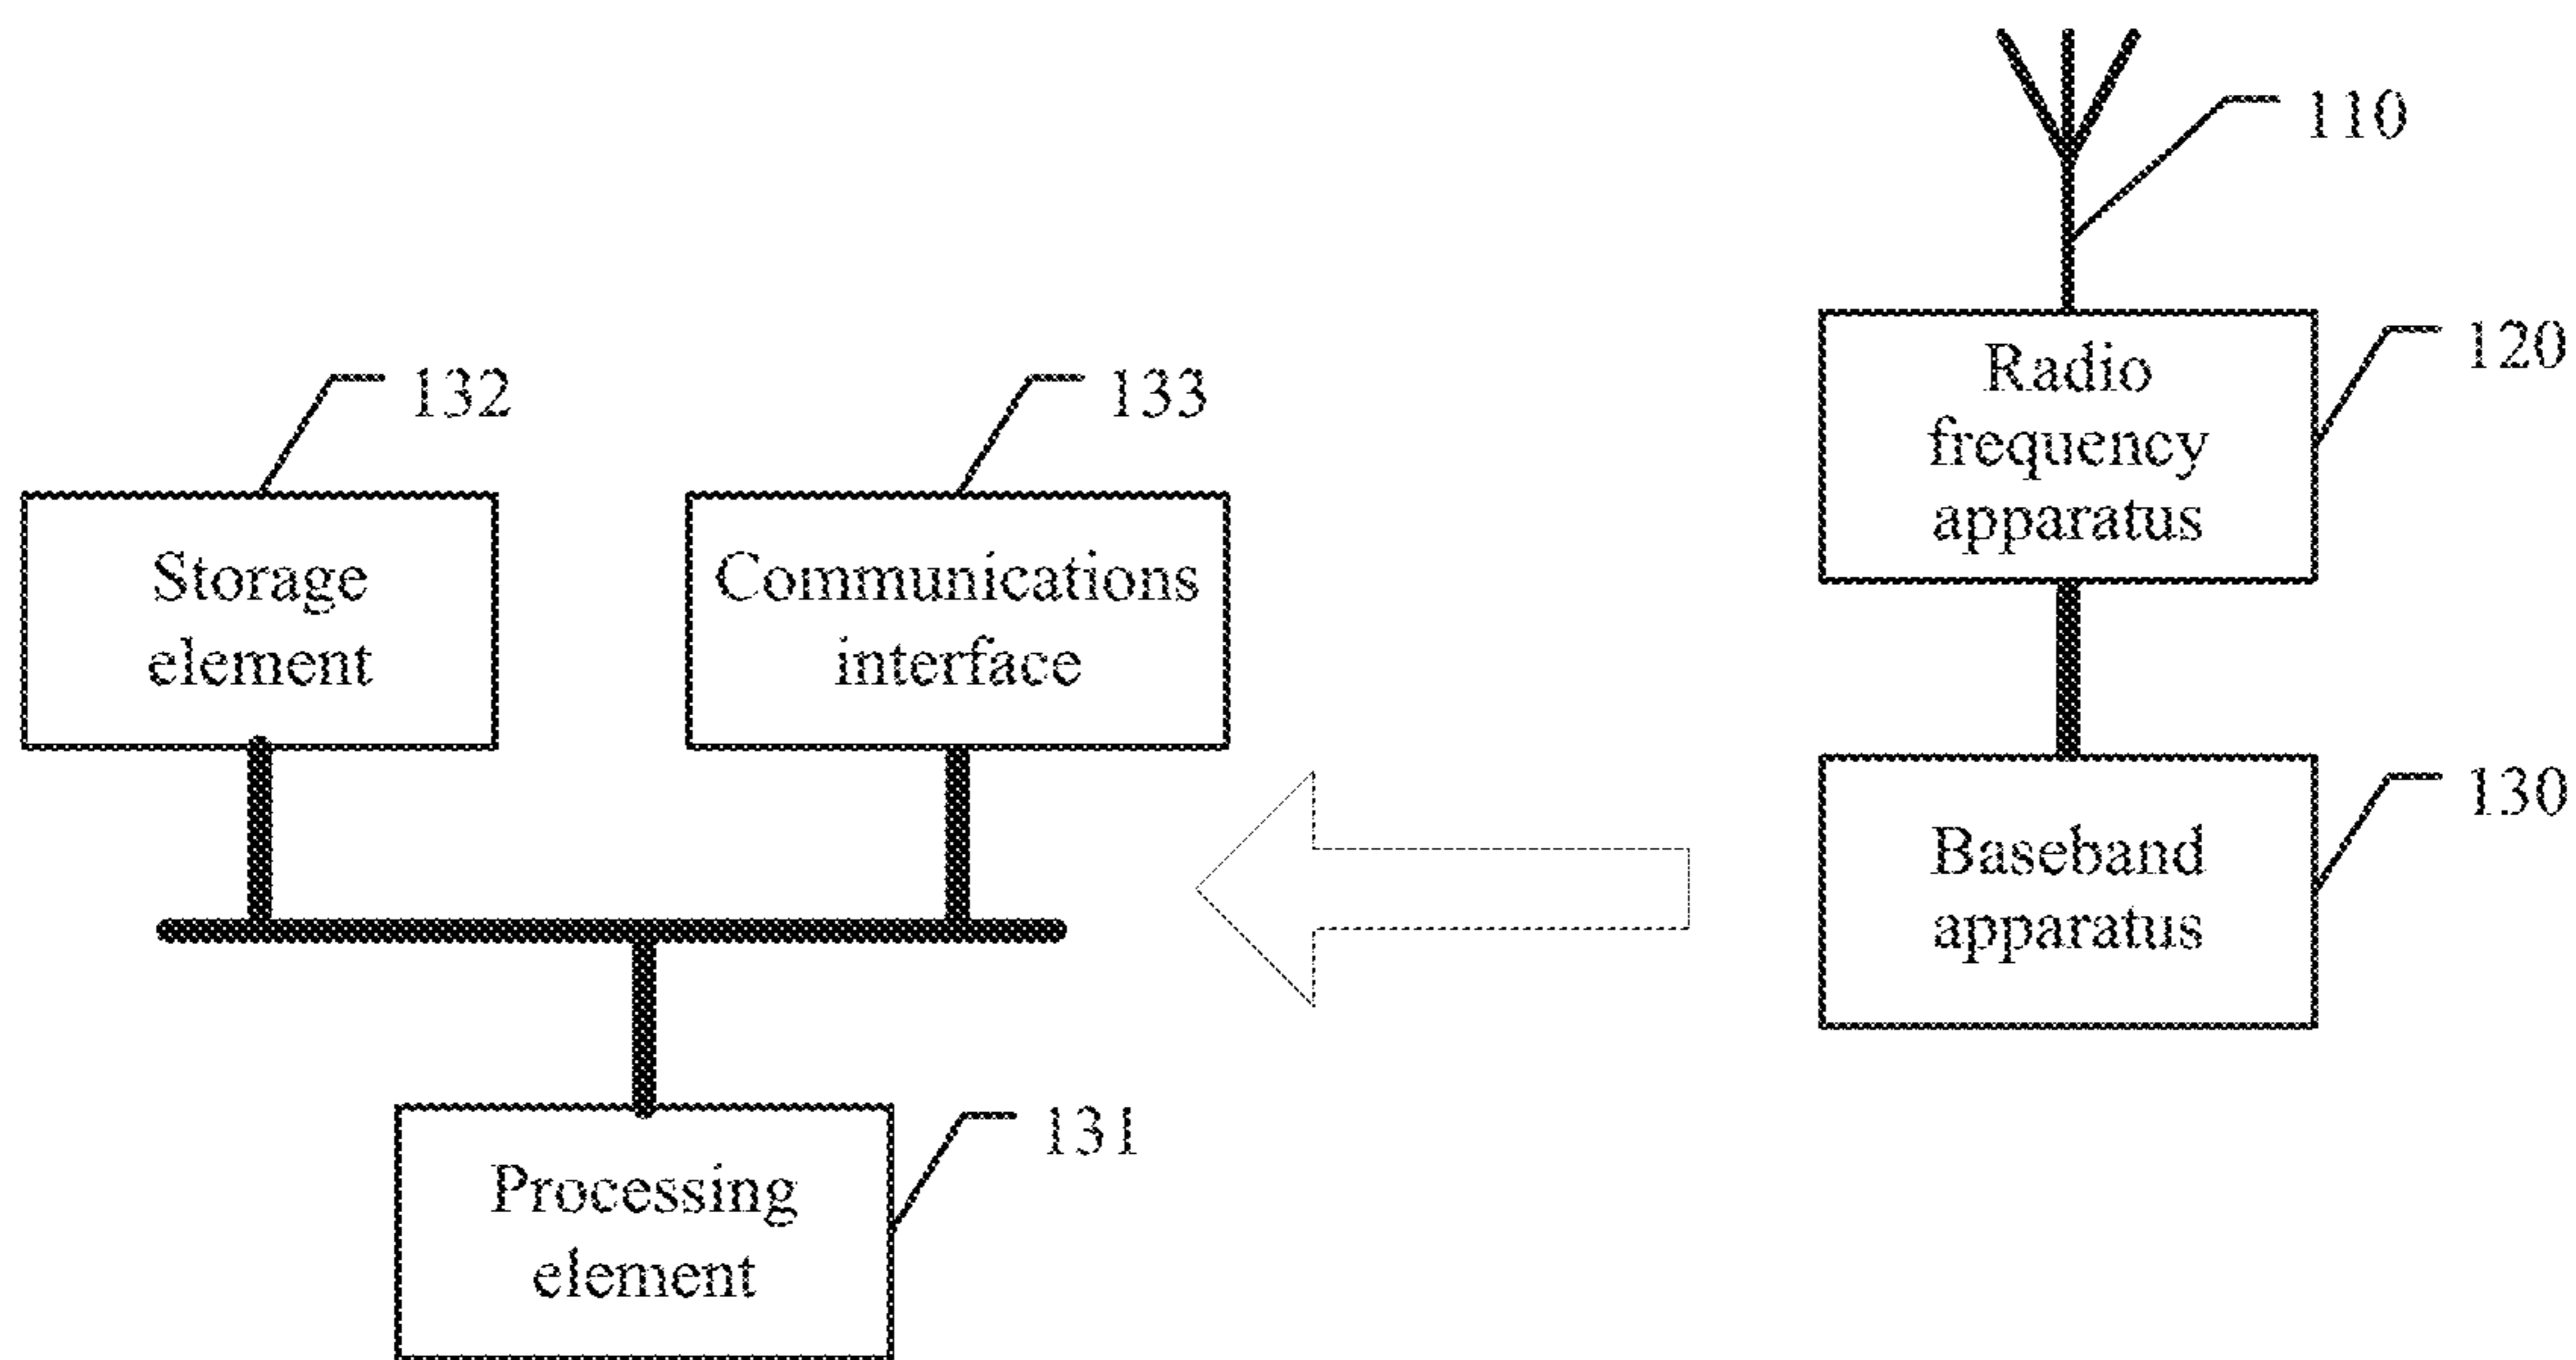 110
Radio
frequency
apparatus
120
132
133
Storage
element
Communications
interface
Baseband
apparatus
130
Processing
element
131